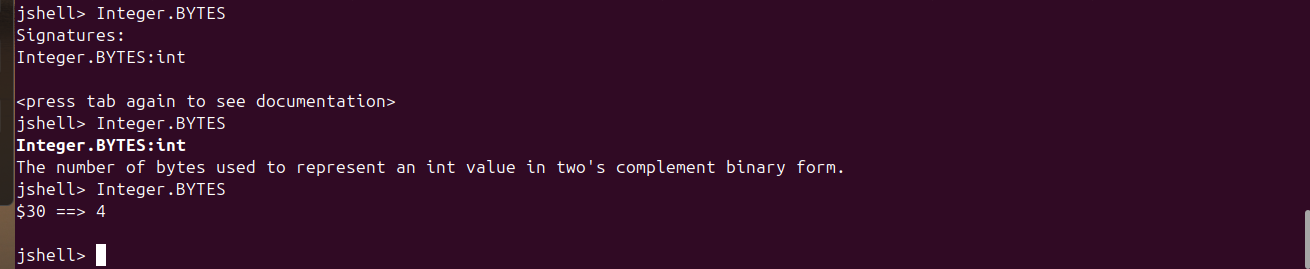 jshell> Integer.BYTES
Signatures:
Integer.BYTES:int
<press tab again to see documentation>
jshell> Integer.BYTES
Integer.BYTES:int
The number of bytes used to represent an int value in two's complement binary form.
jshell> Integer.BYTES
$30 ==> 4
jshell>